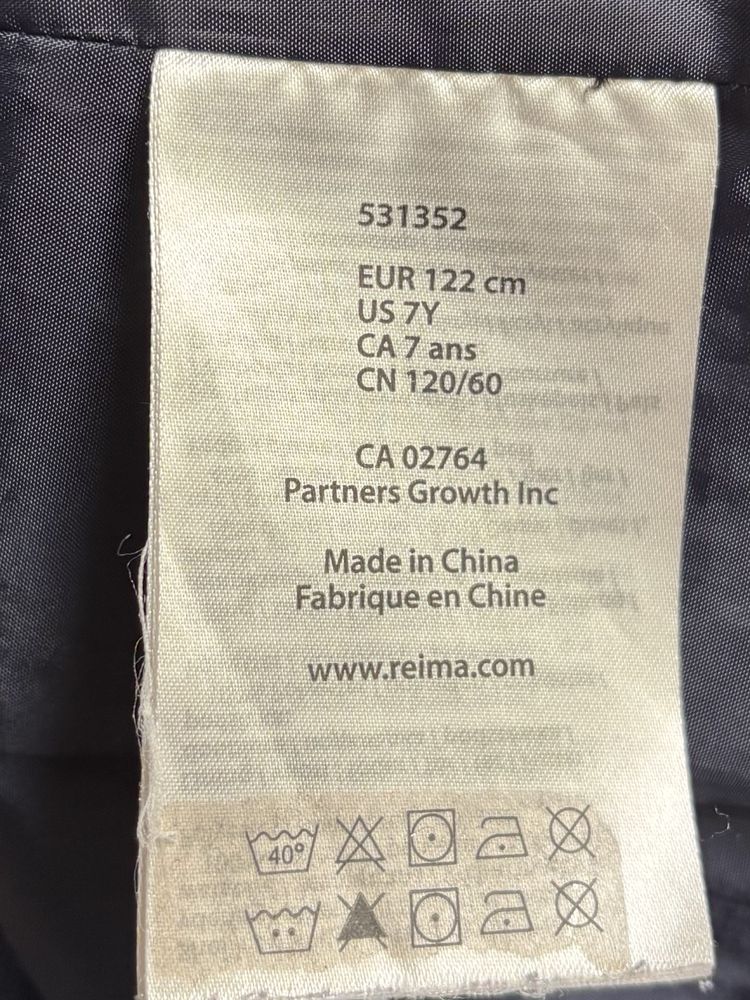 531352
EUR 122 cm
US 7Y
CA 7 ans
CN 120/60
CA 02764
Partners Growth Inc
Made in China
Fabriqué en Chine
www.reima.com
40°